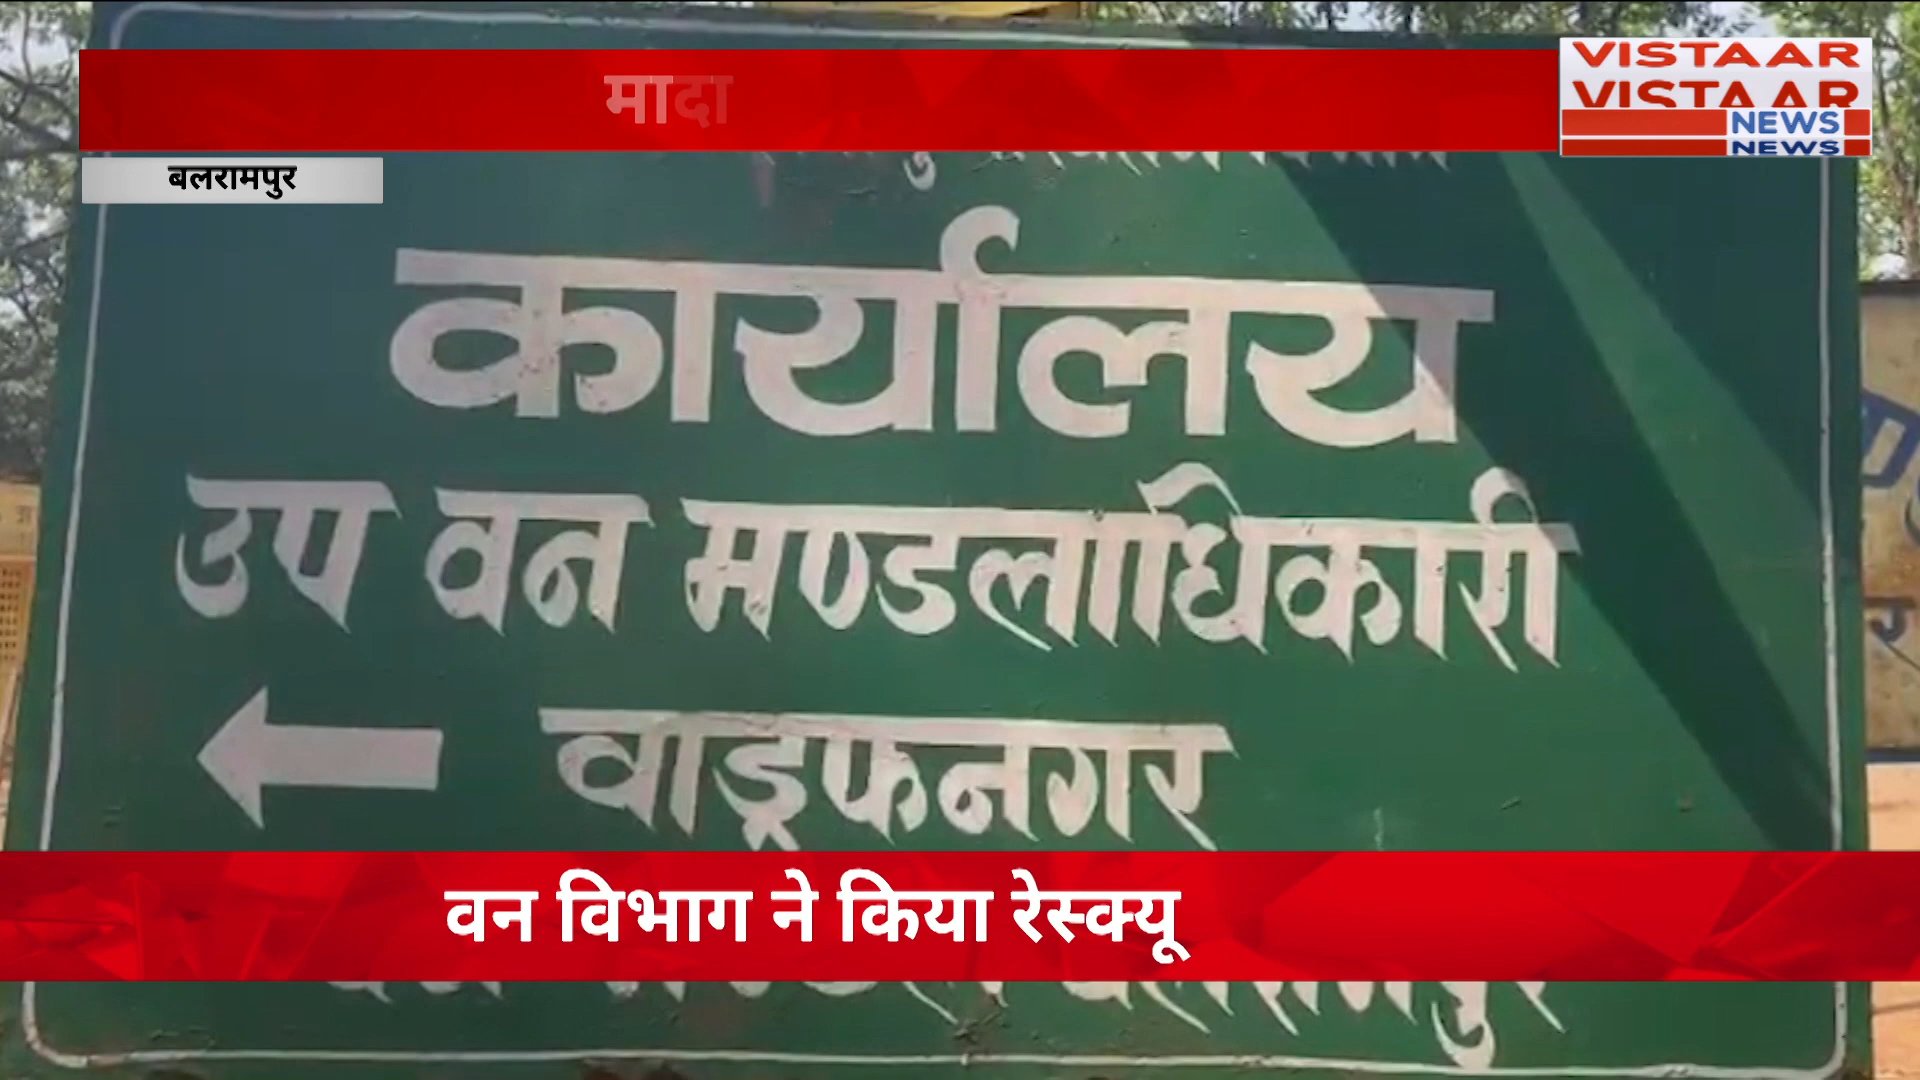 मादा
VISTAAR
VISTAAR
NEWS
NEWS
बलरामपुर
कार्यालय
उप वन मण्डलाधिकारी
वाड्रफनगर
वन विभाग ने किया रेस्क्यू